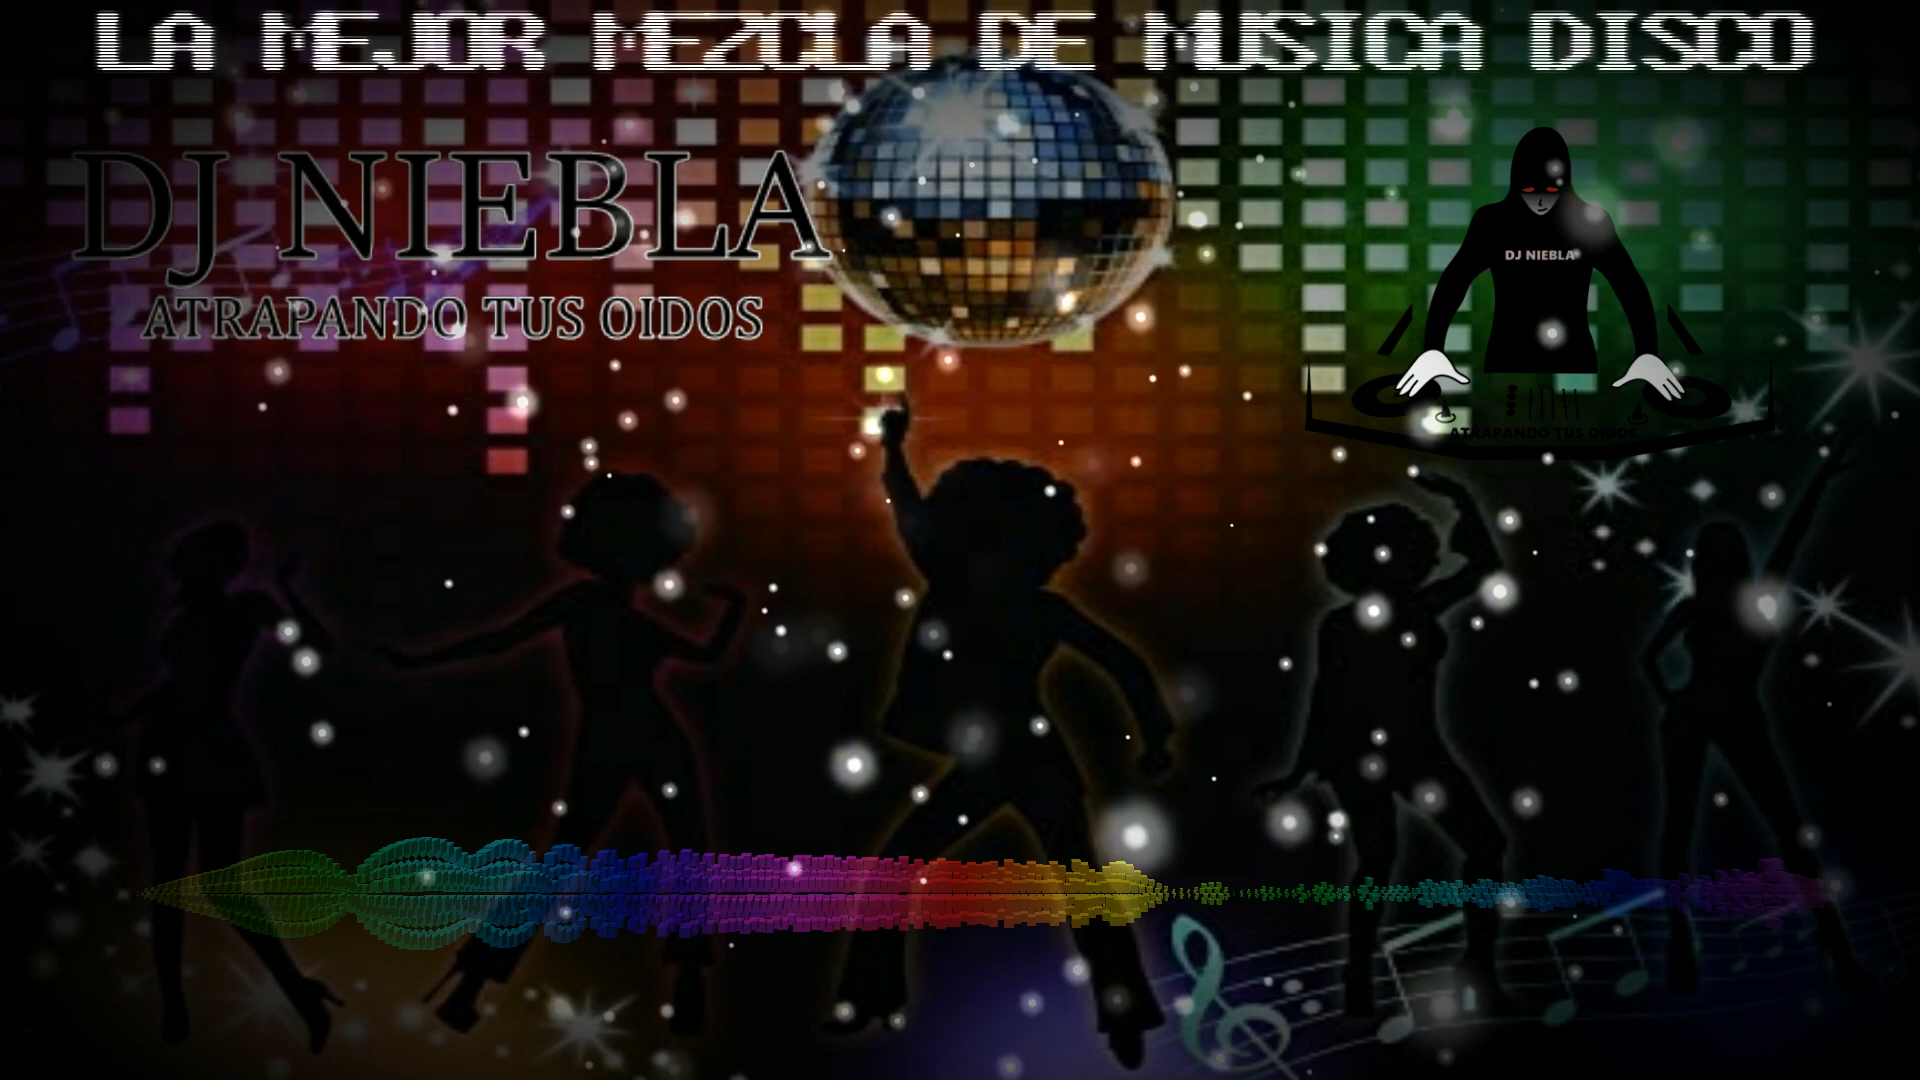 LA MEJOR MEZCLA DE MUSICA DISCO
DJ NIEBLA
ATRAPANDO TUS OIDOS
DJ NIEBLA
ATRAPANDO TUS OIDOS